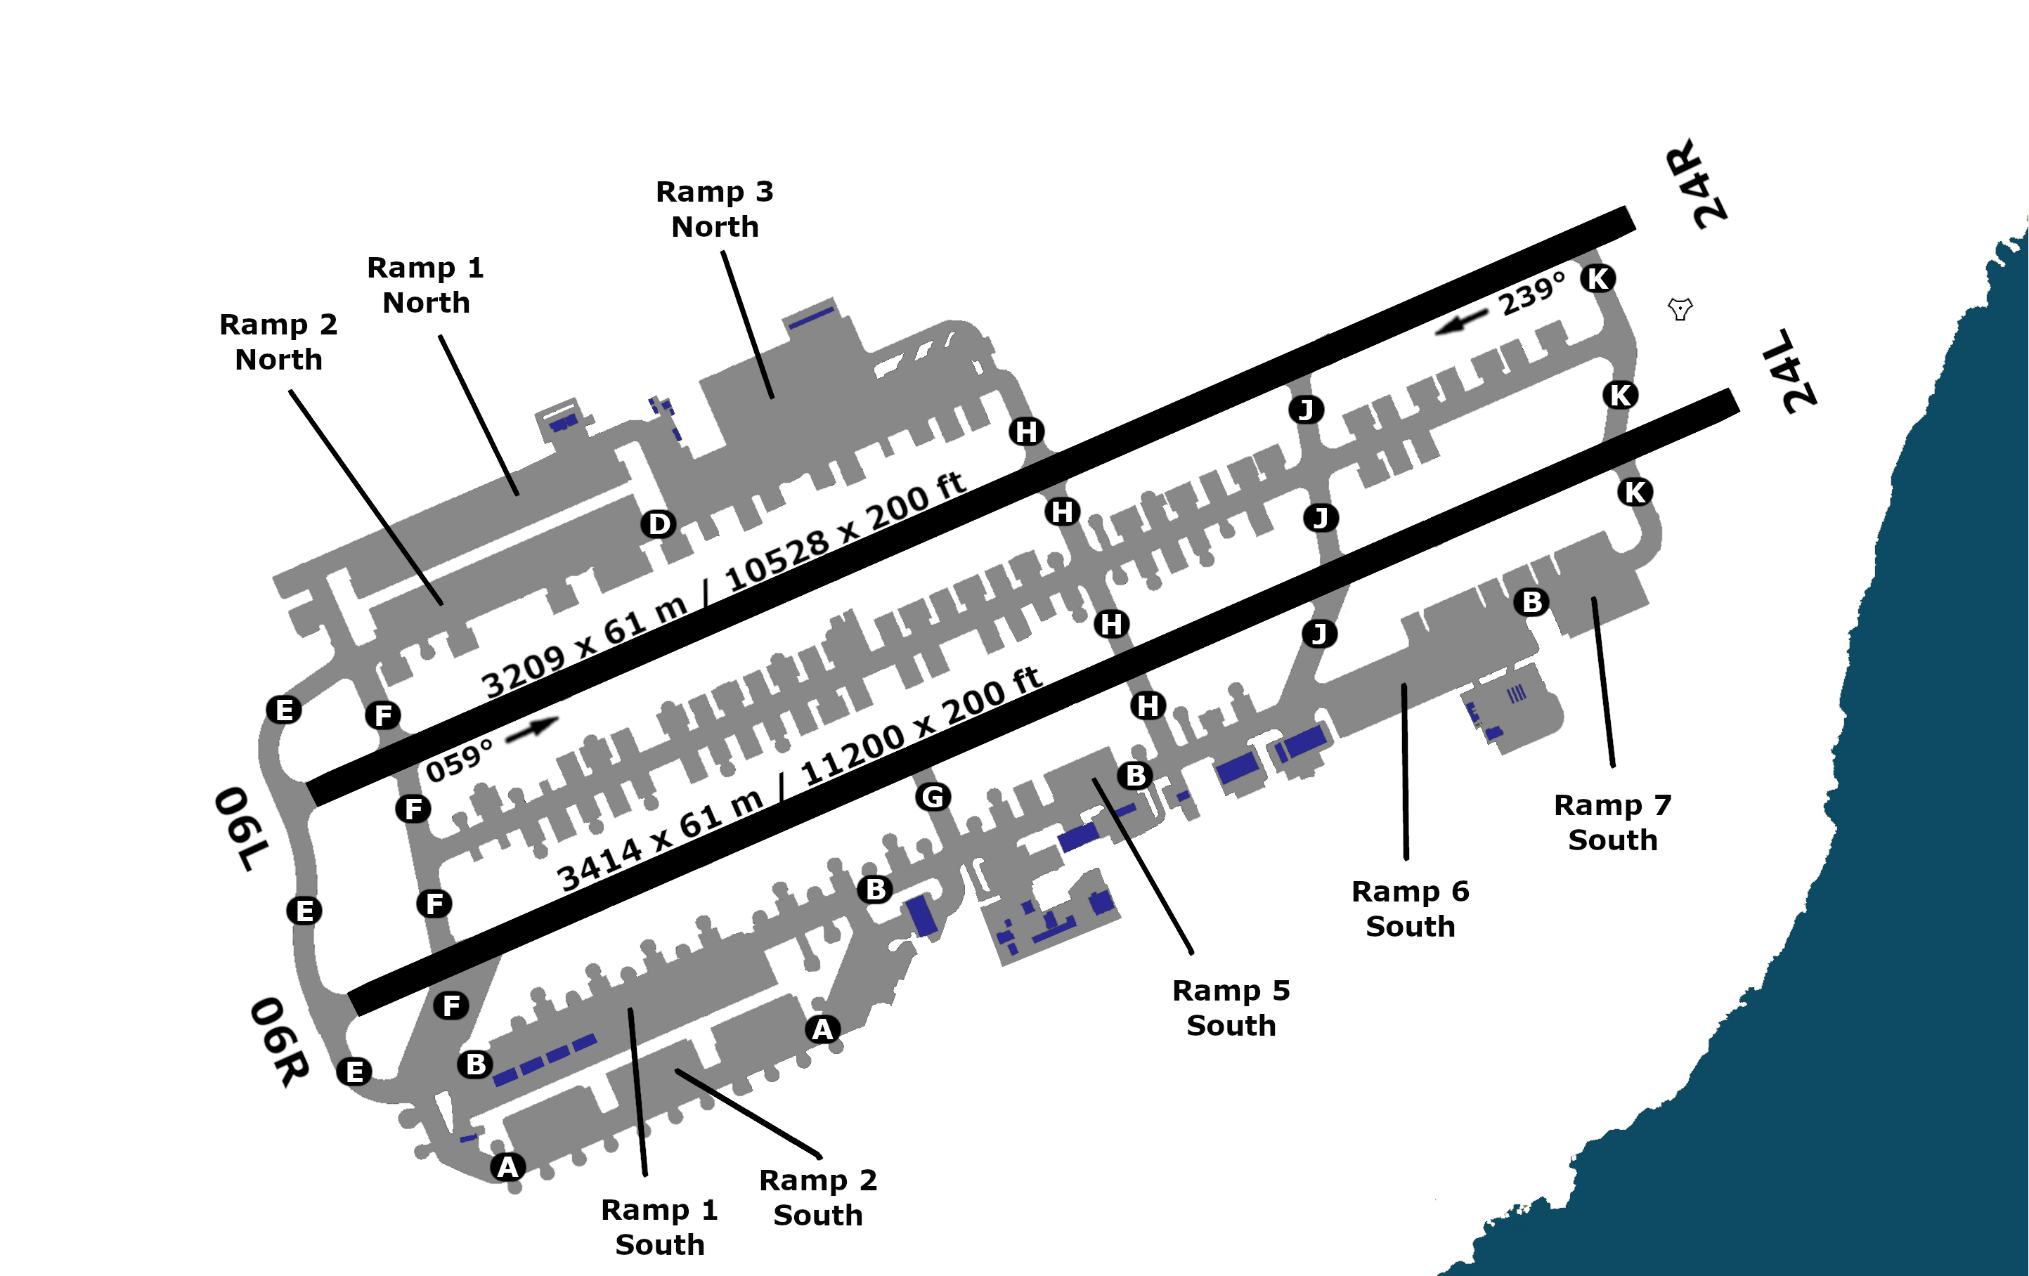 Ramp 3
North
Ramp 1
North
Ramp 2
North
24R
K
239°
24L
K
J
H
K
H
J
D
3209 x 61 m / 10528 x 200 ft
B
H
J
E
F
059°
H
06L
F
3414 x 61 m / 11200 x 200 ft
B
G
Ramp 7
South
E
F
B
Ramp 6
South
F
A
Ramp 5
South
06R
E
B
A
Ramp 2
South
Ramp 1
South